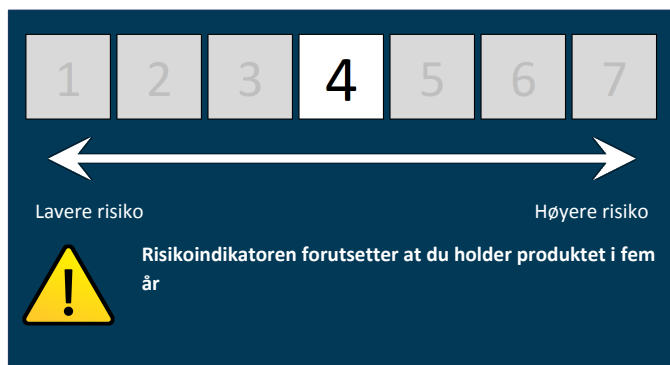 1 2 3 4 5 6 7
Lavere risiko Høyere risiko
Risikoindikatoren forutsetter at du holder produktet i fem
år